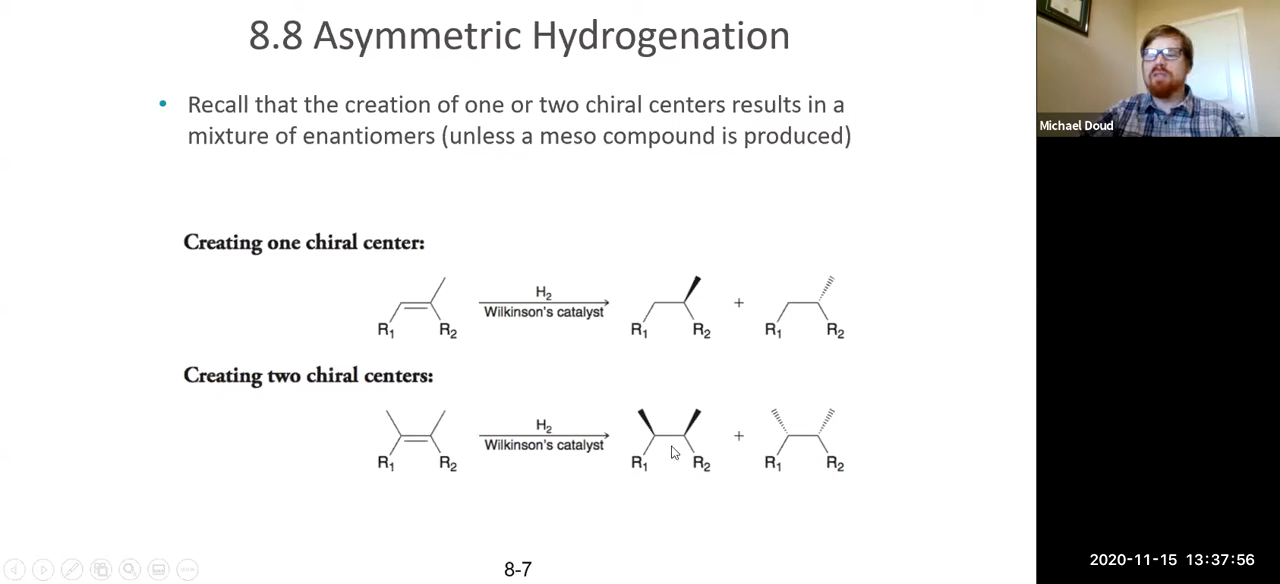 8.8 Asymmetric Hydrogenation
Michael Doud
• Recall that the creation of one or two chiral centers results in a
mixture of enantiomers (unless a meso compound is produced)
Creating one chiral center:
H₂
Wilkinson's catalyst
+
R₁ R₂ R₁ R₂ R₁ R₂
Creating two chiral centers:
H₂
Wilkinson's catalyst
+
R₁ R₂ R₁ R₂ R₁ R₂
8-7
2020-11-15 13:37:56